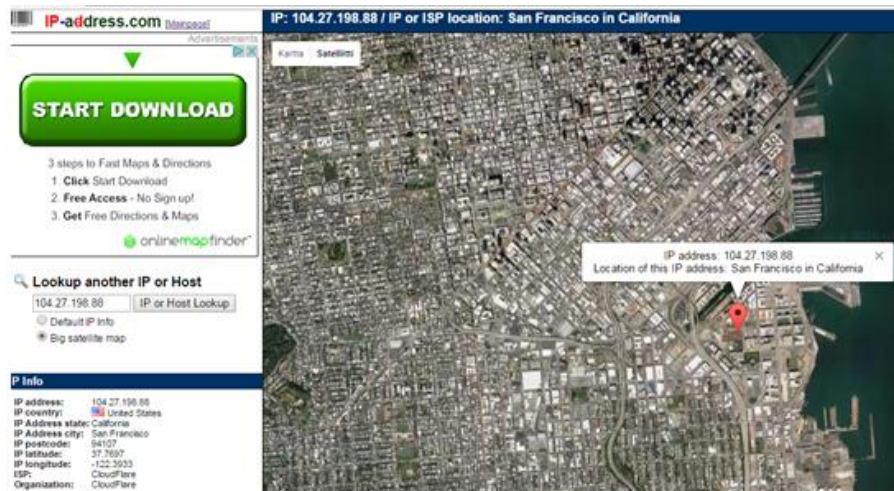 IP-address.com [Mainpage]
Advertisements
START DOWNLOAD
3 steps to Fast Maps & Directions
1. Click Start Download
2. Free Access - No Sign up!
3. Get Free Directions & Maps
onlinemapfinder
Lookup another IP or Host
104.27.198.88 IP or Host Lookup
Default IP Info
Big satellite map
P Info
IP address: 104.27.198.88
IP country: United States
IP Address state: California
IP Address city: San Francisco
IP postcode: 94107
IP latitude: 37.7697
IP longitude: -122.3933
ISP: CloudFlare
Organization: CloudFlare
IP: 104.27.198.88 / IP or ISP location: San Francisco in California
Kartta Satelliitti
IP address: 104.27.198.88
Location of this IP address: San Francisco in California